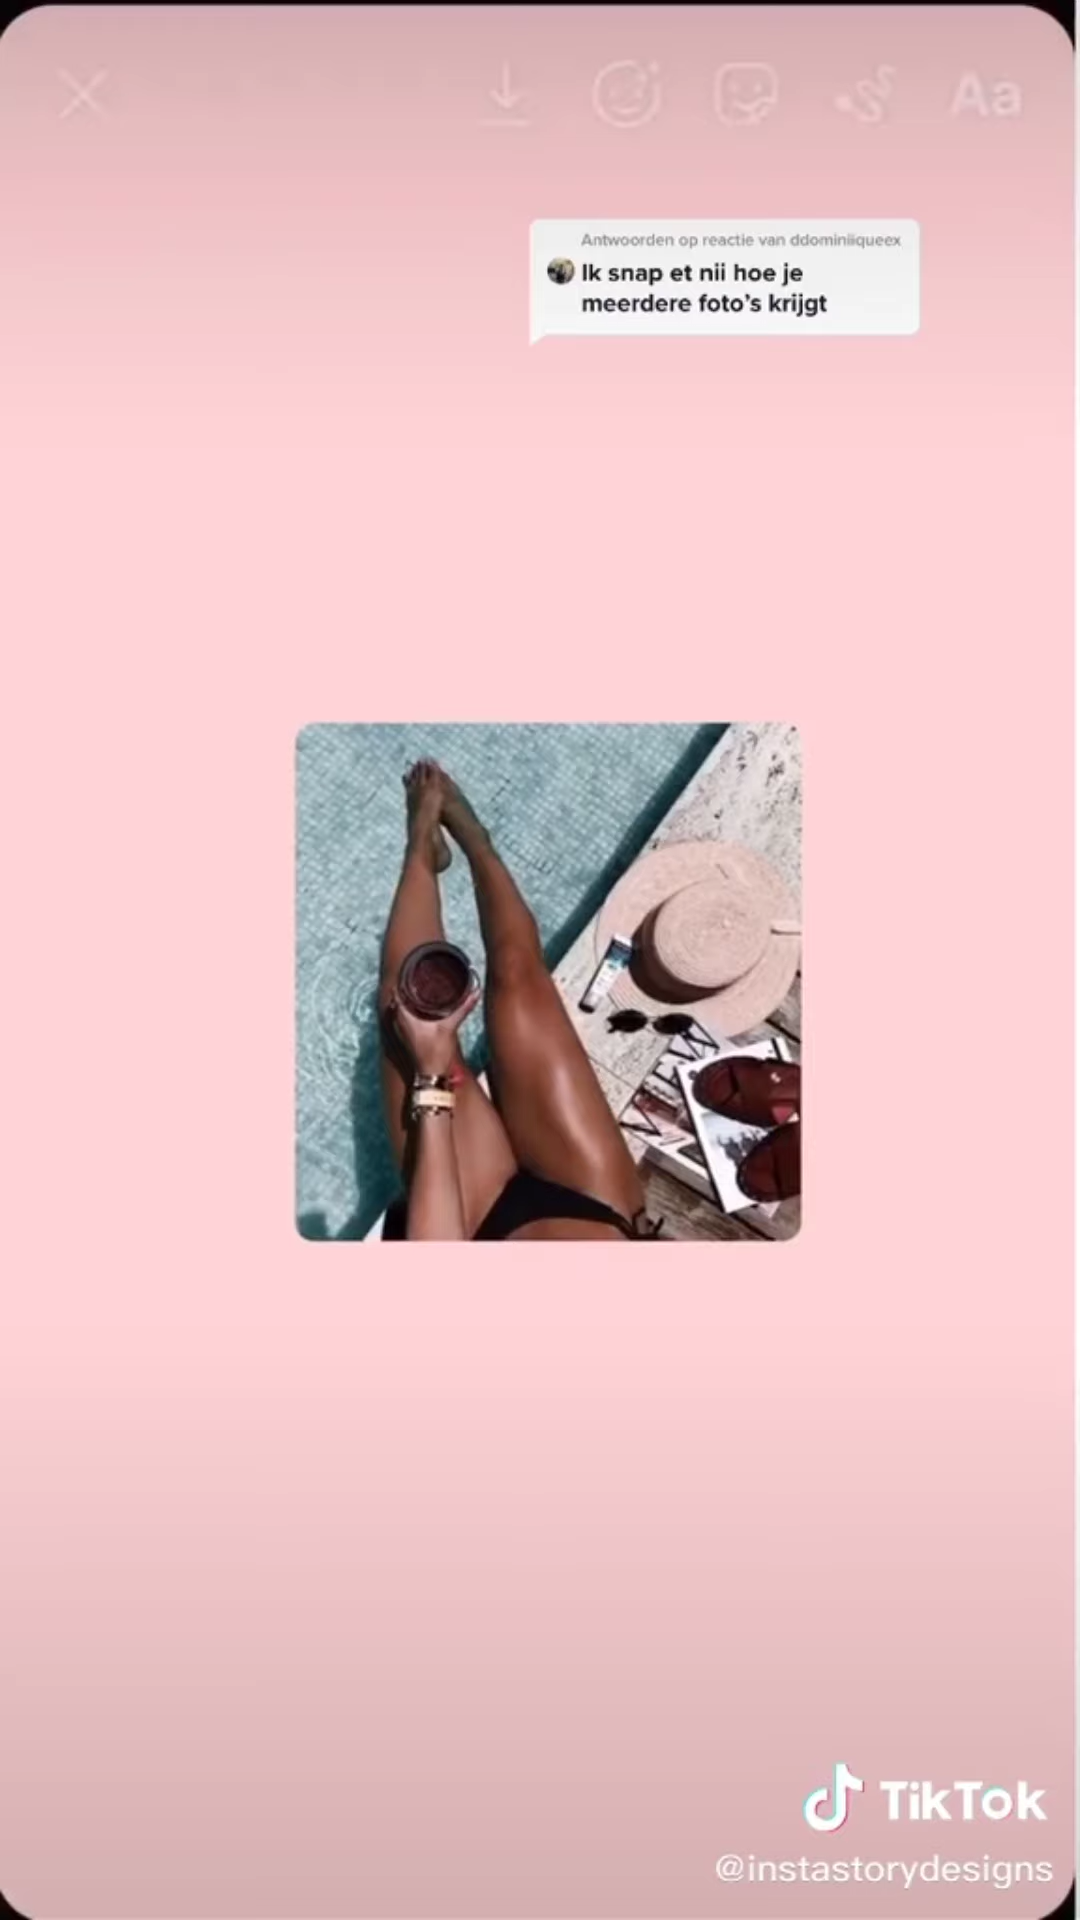 Aa
Antwoorden op reactie van ddominiiqueex
Ik snap et nii hoe je
meerdere foto’s krijgt
TikTok
@instastorydesigns